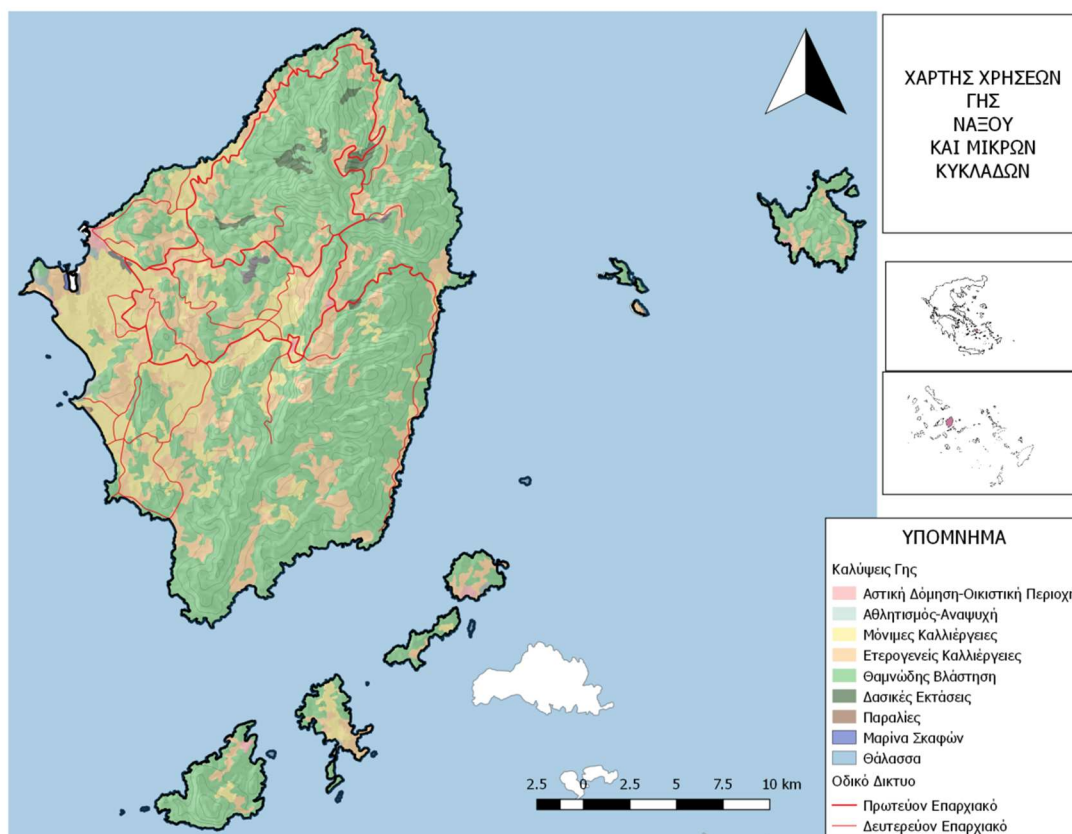 ΧΑΡΤΗΣ ΧΡΗΣΕΩΝ
ΓΗΣ
ΝΑΞΟΥ
ΚΑΙ ΜΙΚΡΩΝ
ΚΥΚΛΑΔΩΝ
ΥΠΟΜΝΗΜΑ
Καλύψεις Γης
Αστική Δόμηση-Οικιστική Περιοχή
Αθλητισμός-Αναψυχή
Μόνιμες Καλλιέργειες
Ετερογενείς Καλλιέργειες
Θαμνώδης Βλάστηση
Δασικές Εκτάσεις
Παραλίες
Μαρίνα Σκαφών
Θάλασσα
Οδικό Δικτυο
Πρωτεύον Επαρχιακό
Δευτερεύον Επαρχιακό
2.5 0 2.5 5 7.5 10 km